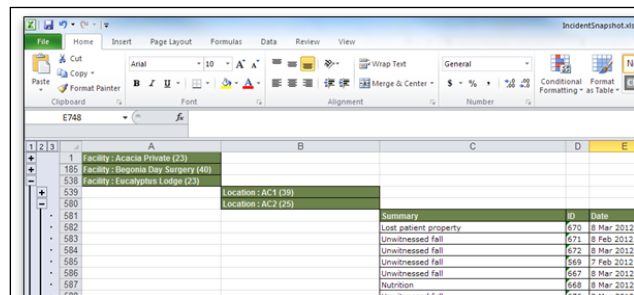 IncidentSnapshot.xls
File Home Insert Page Layout Formulas Data Review View
Cut
Copy
Format Painter
Paste
Clipboard
Arial 10 A A
B I U A
Font
Wrap Text
Merge & Center
Alignment
General
$ % ,
Number
Conditional Formatting
Format as Table
E748 fx
1 2 3 A B C D E
1 Facility : Acacia Private (23)
185 Facility : Begonia Day Surgery (40)
538 Facility : Eucalyptus Lodge (23)
539 Location : AC1 (39)
580 Location : AC2 (25)
581 Summary ID Date
582 Lost patient property 670 8 Mar 2012
583 Unwitnessed fall 671 8 Feb 2012
584 Unwitnessed fall 672 8 Mar 2012
585 Unwitnessed fall 569 7 Feb 2012
586 Unwitnessed fall 667 8 Mar 2012
587 Nutrition 668 8 Mar 2012